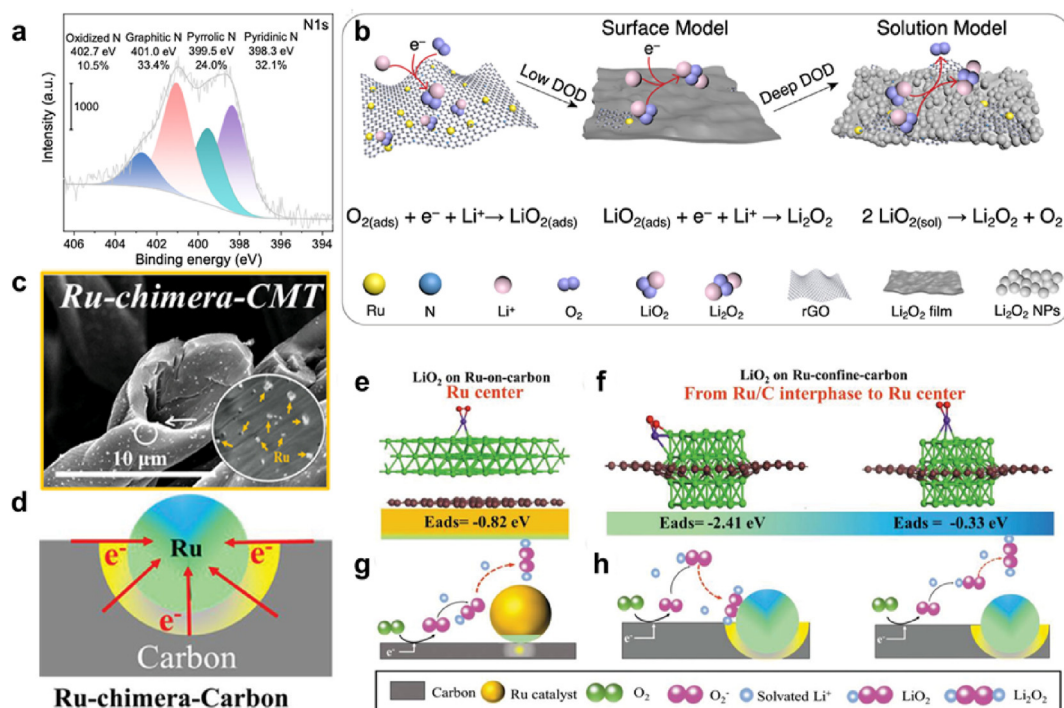 a
N1s
Oxidized N Graphitic N Pyrrolic N Pyridinic N
402.7 eV 401.0 eV 399.5 eV 398.3 eV
10.5% 33.4% 24.0% 32.1%
1000
Intensity (a.u.)
406 404 402 400 398 396 394
Binding energy (eV)
b
Surface Model Solution Model
e⁻ Low DOD e⁻ Deep DOD
O₂(ads) + e⁻ + Li⁺→ LiO₂(ads) LiO₂(ads) + e⁻ + Li⁺ → Li₂O₂ 2 LiO₂(sol) → Li₂O₂ + O₂
Ru N Li⁺ O₂ LiO₂ Li₂O₂ rGO Li₂O₂ film Li₂O₂ NPs
c
Ru-chimera-CMT
Ru
10 µm
d
Ru
e⁻ e⁻
e⁻
Carbon
Ru-chimera-Carbon
e
LiO₂ on Ru-on-carbon
Ru center
Eads= -0.82 eV
f
LiO₂ on Ru-confine-carbon
From Ru/C interphase to Ru center
Eads= -2.41 eV Eads = -0.33 eV
g
e⁻
h
e⁻ e⁻
Carbon Ru catalyst O₂ O₂⁻ Solvated Li⁺ LiO₂ Li₂O₂